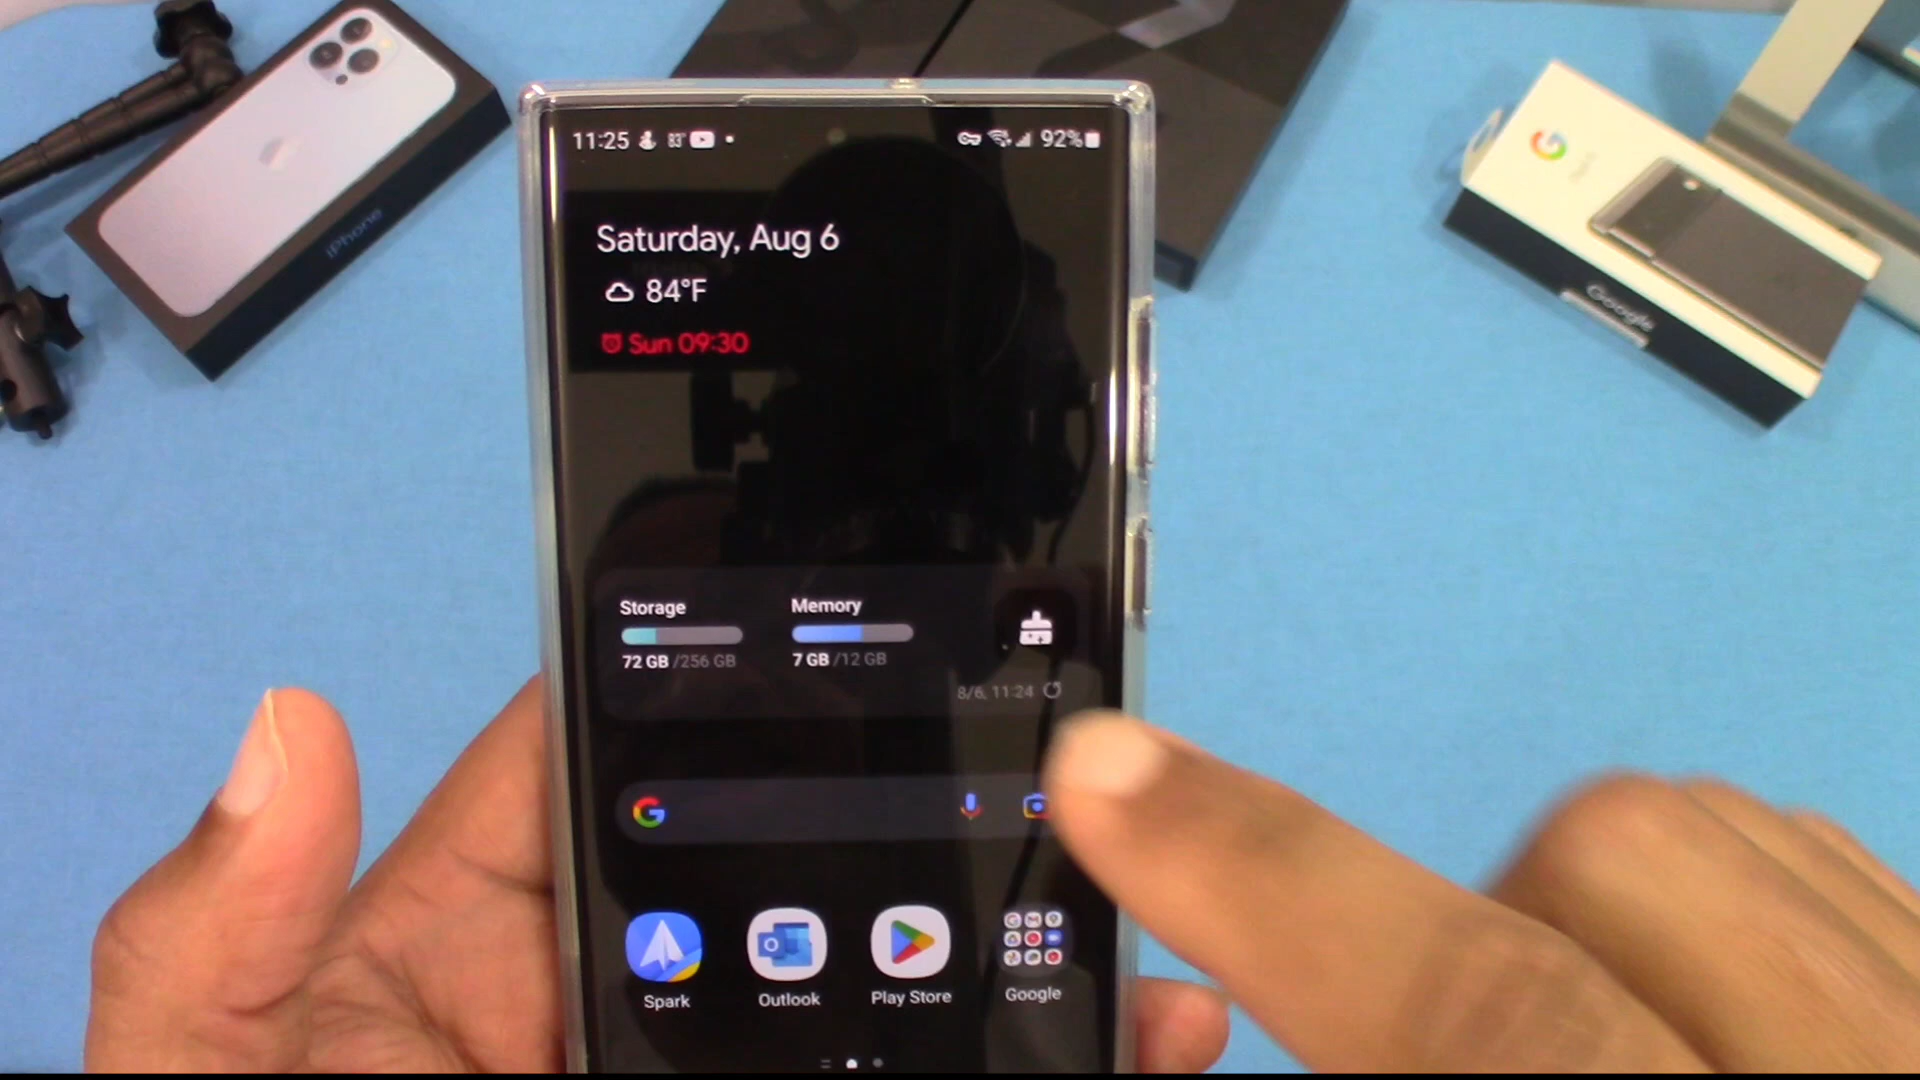 iPhone
Google
11:25 83° 92%
Saturday, Aug 6
84°F
Sun 09:30
Storage
72 GB /256 GB
Memory
7 GB /12 GB
8/6, 11:24
Spark
Outlook
Play Store
Google